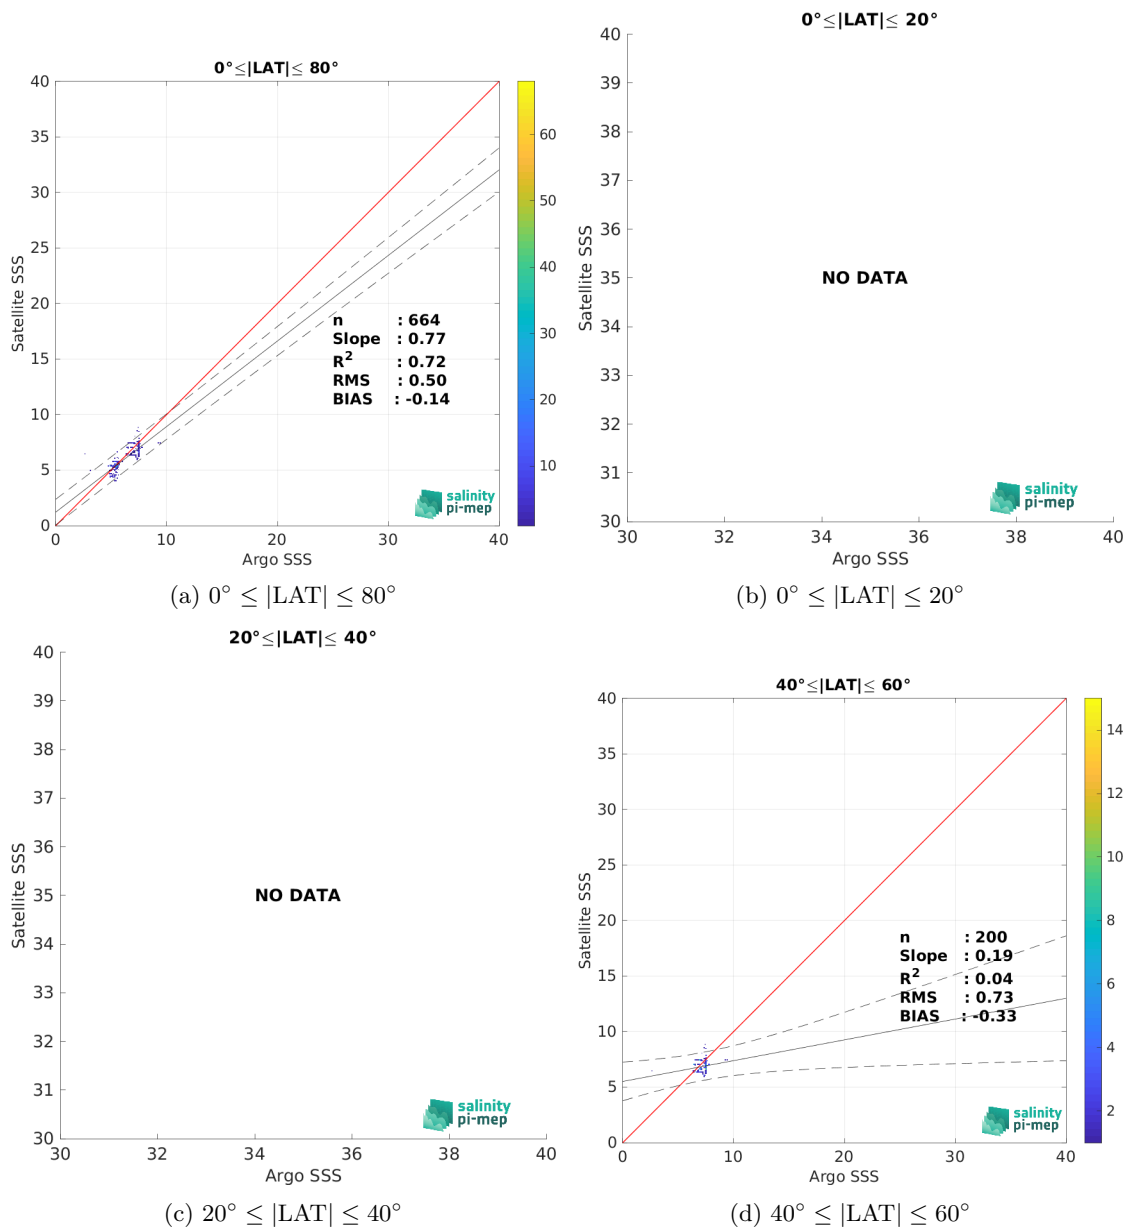 0°≤|LAT|≤ 80°
40
35
30
25
20
15
10
5
0
0
10
20
30
40
Satellite SSS
Argo SSS
n : 664
Slope : 0.77
R² : 0.72
RMS : 0.50
BIAS : -0.14
salinity
pi-mep
60
50
40
30
20
10
(a) 0° ≤ |LAT| ≤ 80°
0°≤|LAT|≤ 20°
40
39
38
37
36
35
34
33
32
31
30
30
32
34
36
38
40
Satellite SSS
Argo SSS
NO DATA
salinity
pi-mep
(b) 0° ≤ |LAT| ≤ 20°
20°≤|LAT|≤ 40°
40
39
38
37
36
35
34
33
32
31
30
30
32
34
36
38
40
Satellite SSS
Argo SSS
NO DATA
salinity
pi-mep
(c) 20° ≤ |LAT| ≤ 40°
40°≤|LAT|≤ 60°
40
35
30
25
20
15
10
5
0
0
10
20
30
40
Satellite SSS
Argo SSS
n : 200
Slope : 0.19
R² : 0.04
RMS : 0.73
BIAS : -0.33
salinity
pi-mep
14
12
10
8
6
4
2
(d) 40° ≤ |LAT| ≤ 60°